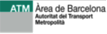 ATM Àrea de Barcelona
Autoritat del Transport
Metropolità